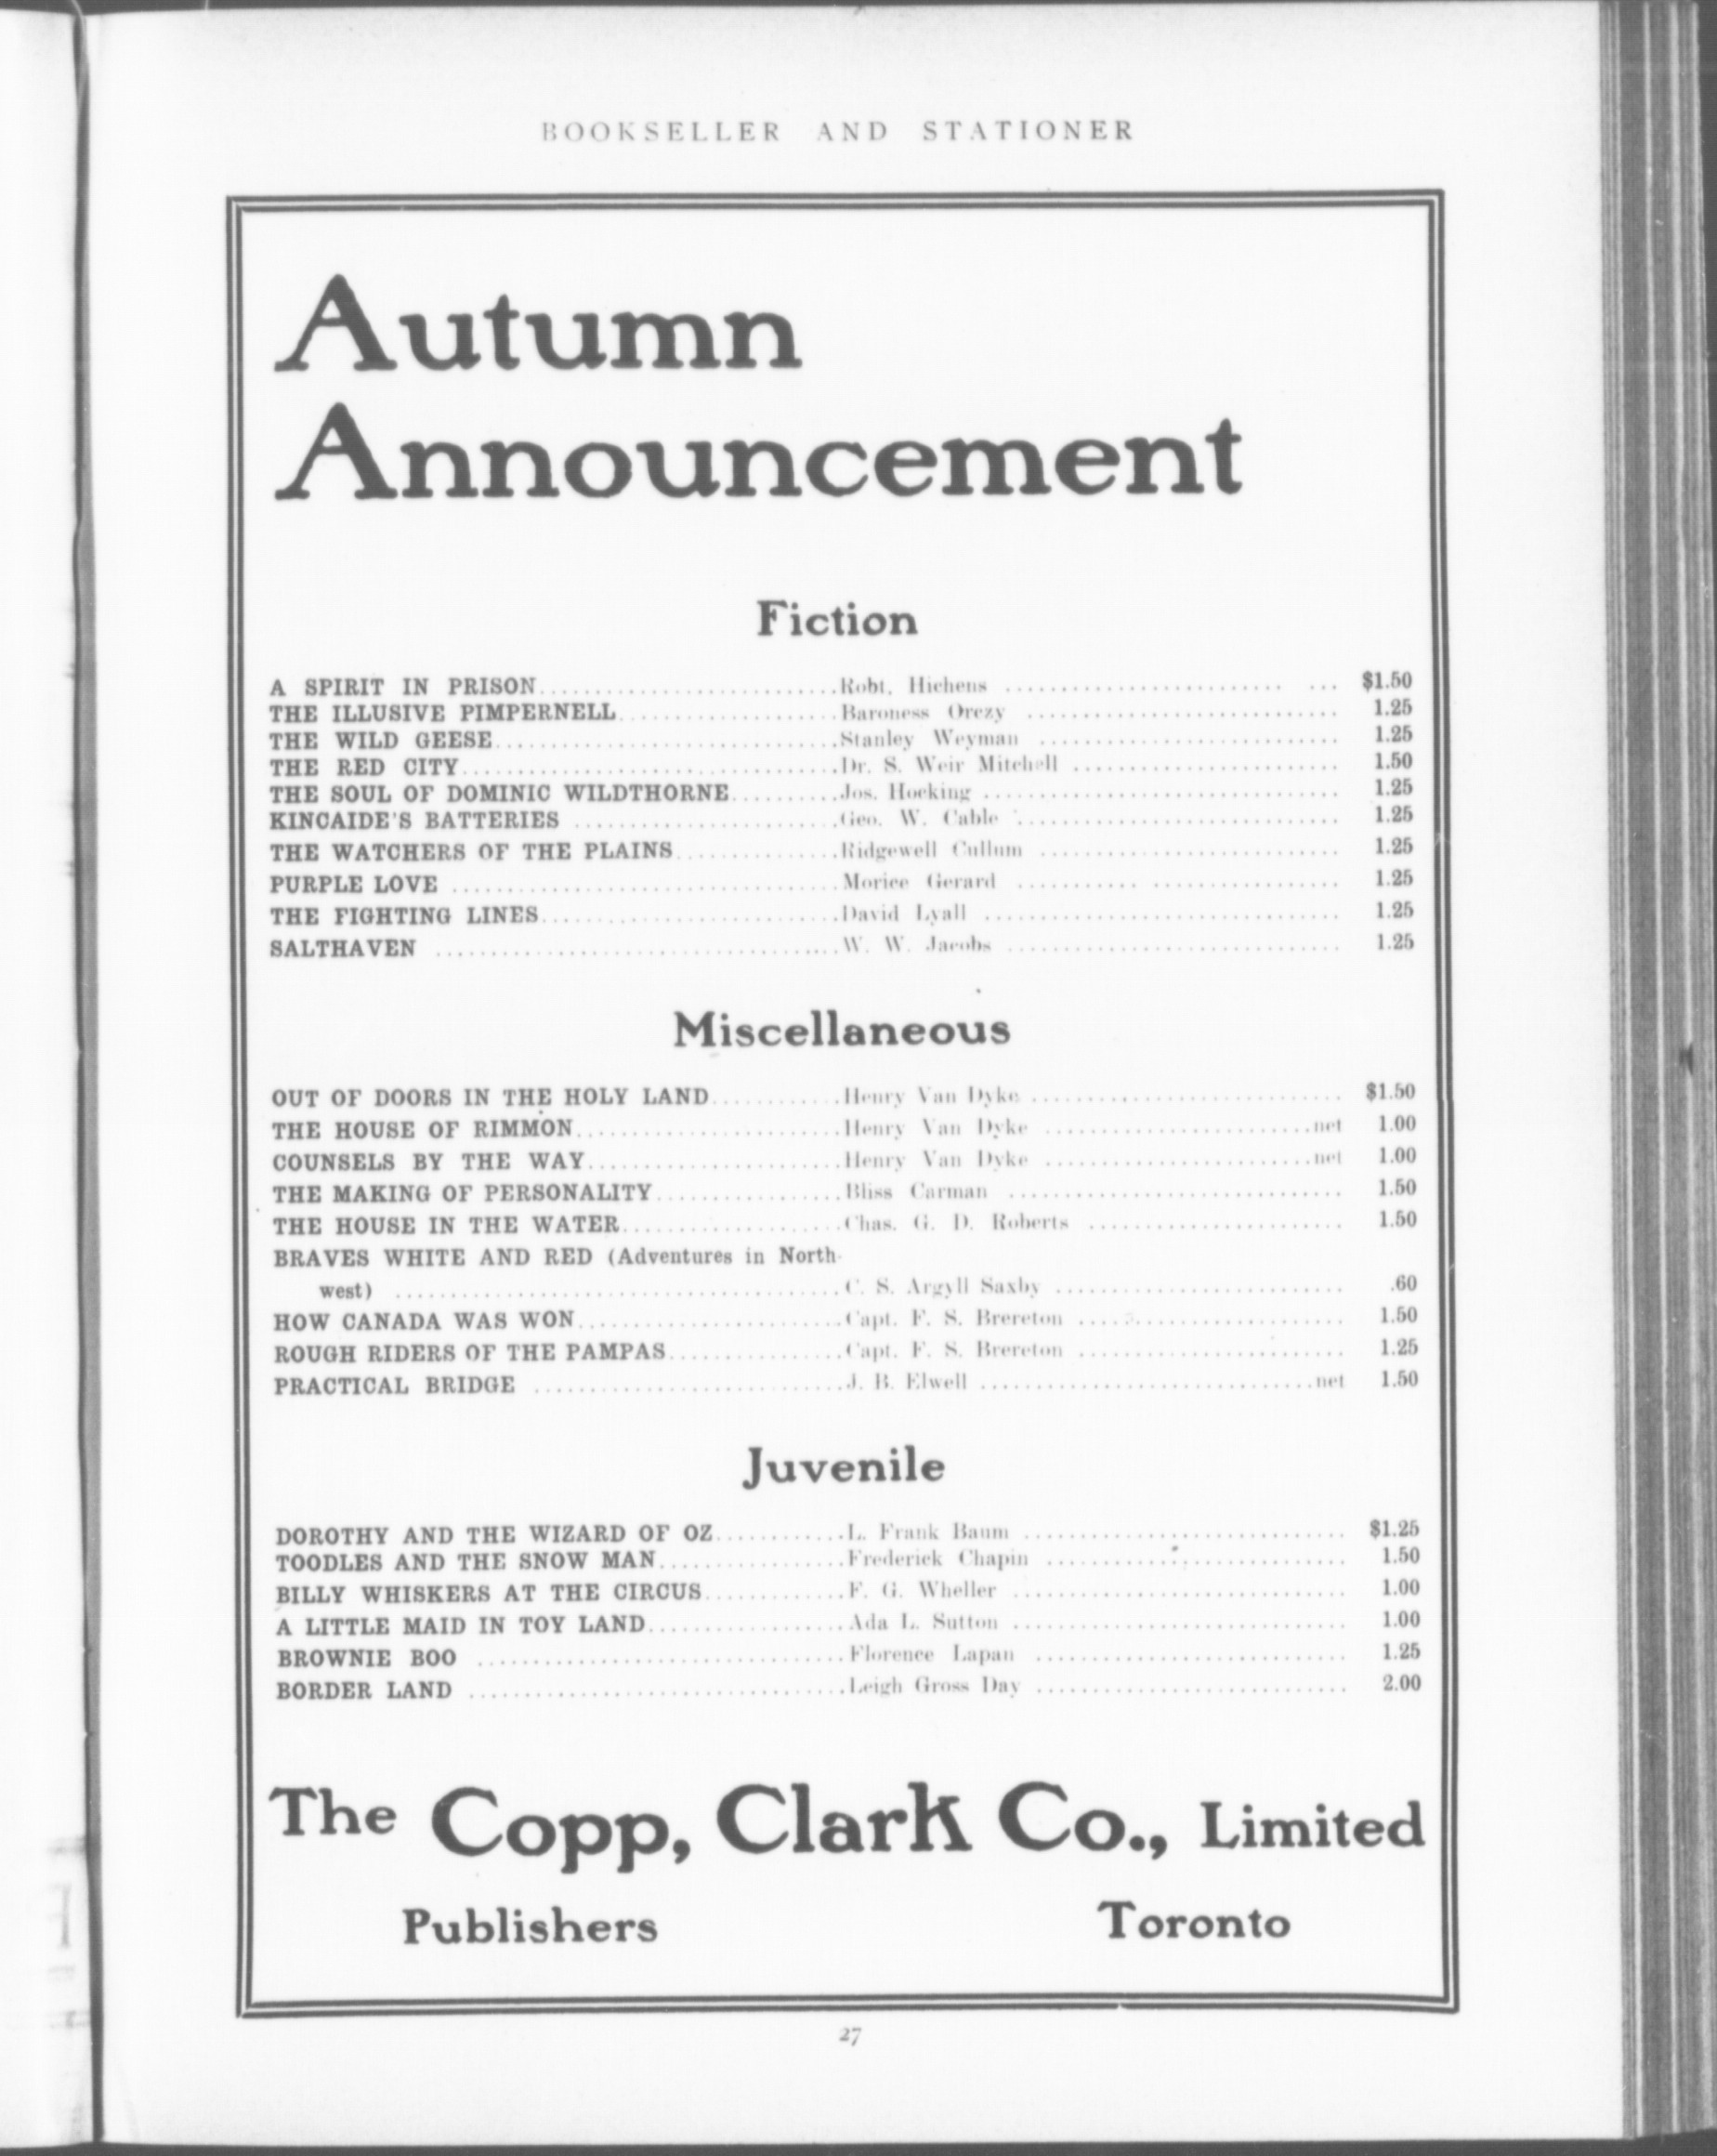 BOOKSELLER AND STATIONER
Autumn
Announcement
Fiction
A SPIRIT IN PRISON Robt. Hichens $1.50
THE ILLUSIVE PIMPERNELL Baroness Orczy 1.25
THE WILD GEESE Stanley Weyman 1.25
THE RED CITY Dr. S. Weir Mitchell 1.50
THE SOUL OF DOMINIC WILDTHORNE Jos. Hocking 1.25
KINCAIDE'S BATTERIES Geo. W. Cable 1.25
THE WATCHERS OF THE PLAINS Ridgewell Cullum 1.25
PURPLE LOVE Morice Gerard 1.25
THE FIGHTING LINES David Lyall 1.25
SALTHAVEN W. W. Jacobs 1.25
Miscellaneous
OUT OF DOORS IN THE HOLY LAND Henry Van Dyke $1.50
THE HOUSE OF RIMMON Henry Van Dyke net 1.00
COUNSELS BY THE WAY Henry Van Dyke net 1.00
THE MAKING OF PERSONALITY Bliss Carman 1.50
THE HOUSE IN THE WATER Chas. G. D. Roberts 1.50
BRAVES WHITE AND RED (Adventures in North-
west) C. S. Argyll Saxby .60
HOW CANADA WAS WON Capt. F. S. Brereton 1.50
ROUGH RIDERS OF THE PAMPAS Capt. F. S. Brereton 1.25
PRACTICAL BRIDGE J. B. Elwell net 1.50
Juvenile
DOROTHY AND THE WIZARD OF OZ L. Frank Baum $1.25
TOODLES AND THE SNOW MAN Frederick Chapin 1.50
BILLY WHISKERS AT THE CIRCUS F. G. Wheller 1.00
A LITTLE MAID IN TOY LAND Ada L. Sutton 1.00
BROWNIE BOO Florence Lapan 1.25
BORDER LAND Leigh Gross Day 2.00
The Copp, Clark Co., Limited
Publishers Toronto
27